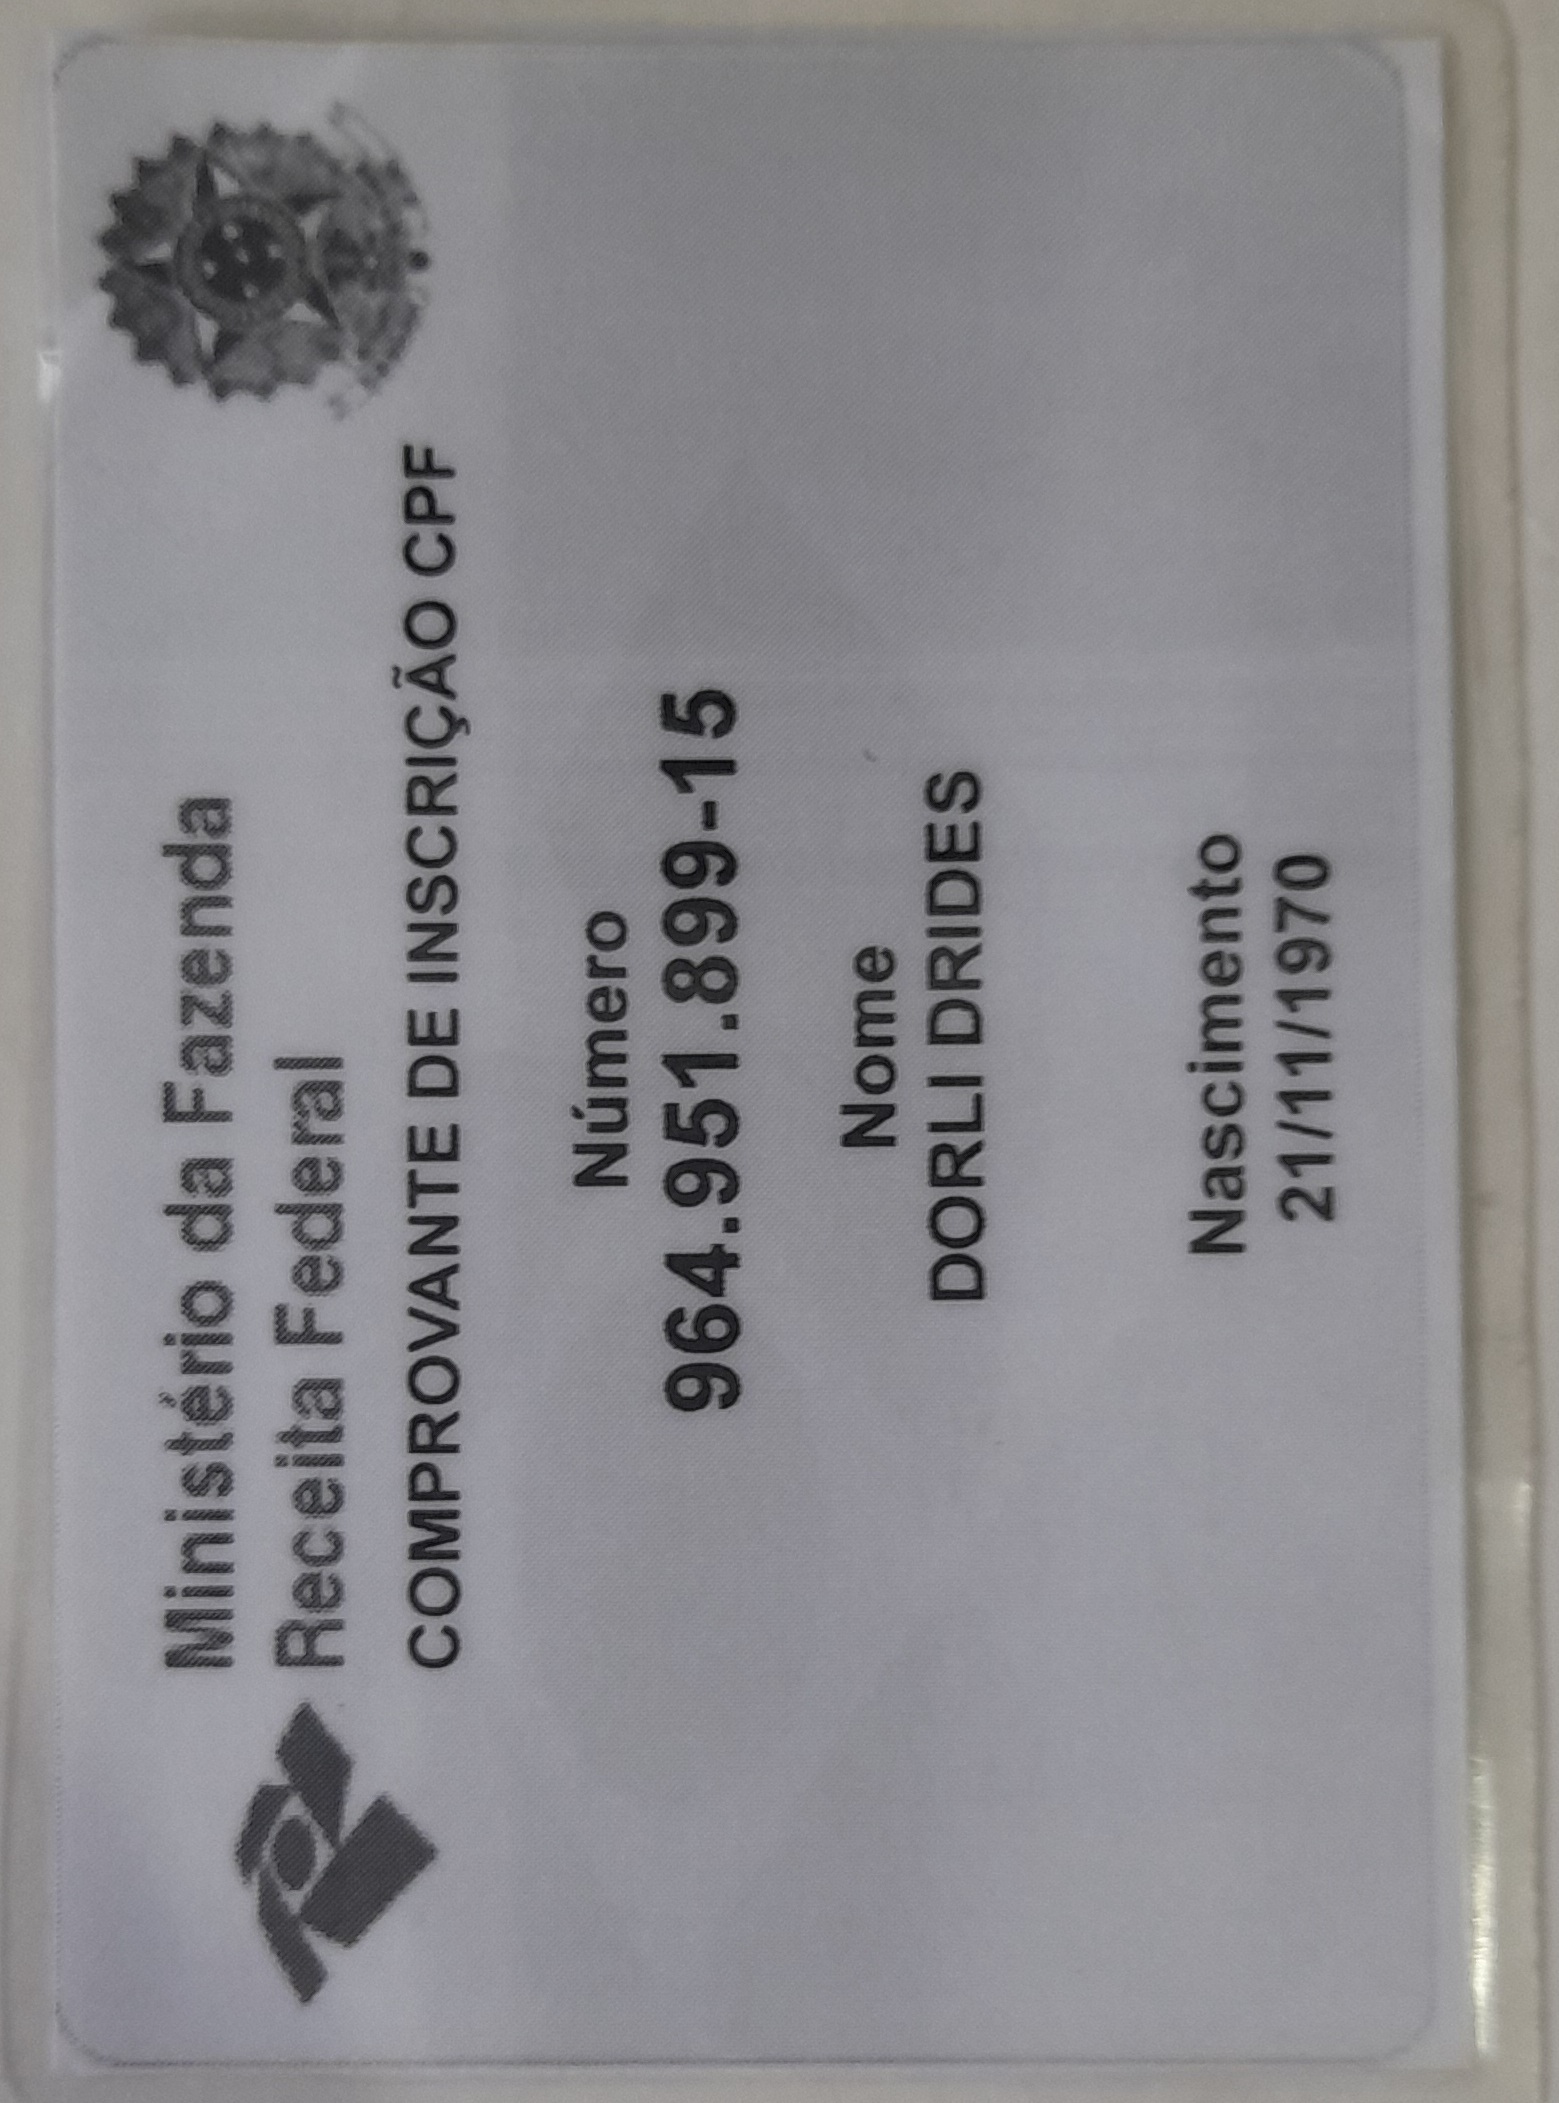 Ministério da Fazenda
Receita Federal
COMPROVANTE DE INSCRIÇÃO CPF
Número
964.951.899-15
Nome
DORLI DRIDES
Nascimento
21/11/1970